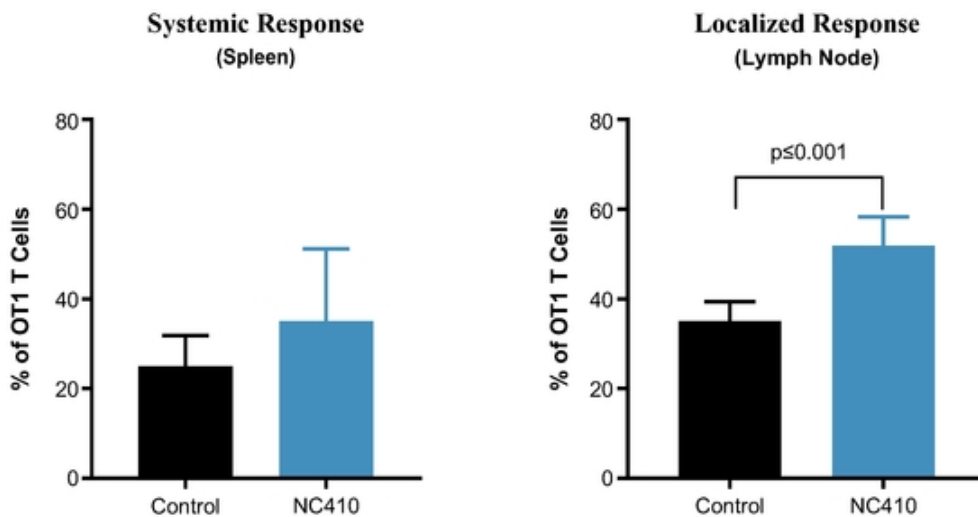 Systemic Response
(Spleen)
% of OT1 T Cells
80
60
40
20
0
Control
NC410
Localized Response
(Lymph Node)
% of OT1 T Cells
80
60
40
20
0
p≤0.001
Control
NC410